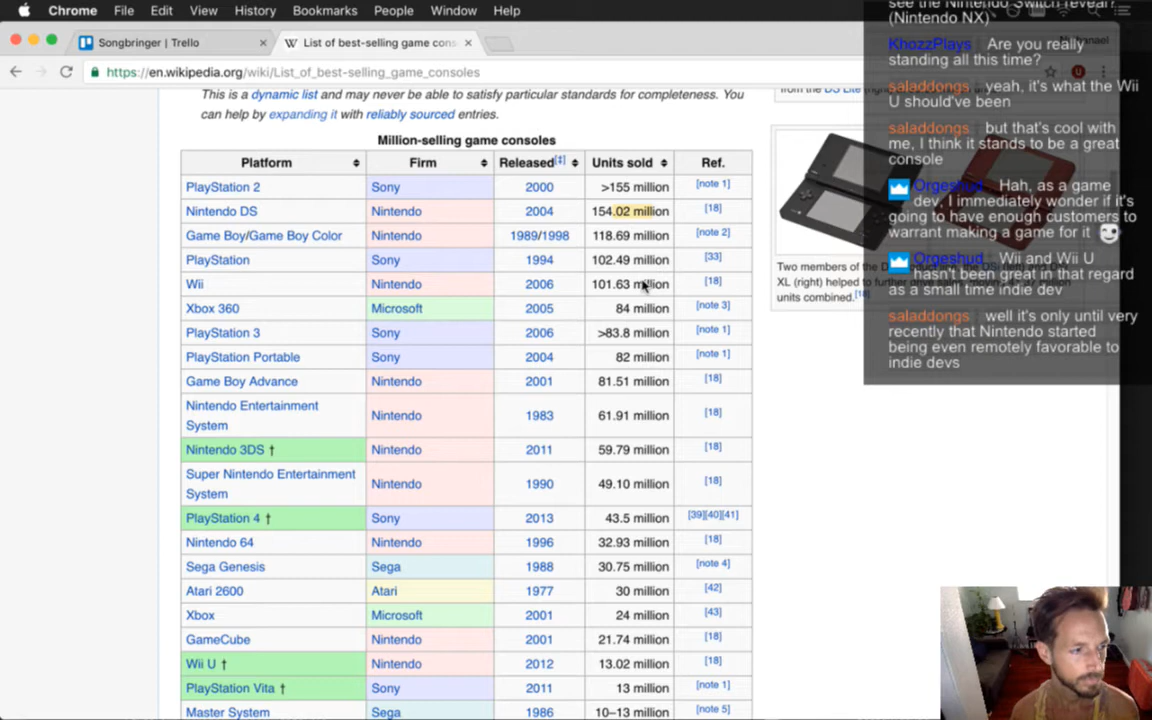 Chrome File Edit View History Bookmarks People Window Help
see the Nintendo Switch reveal?
(Nintendo NX)
Songbringer | Trello
List of best-selling game cons
https://en.wikipedia.org/wiki/List_of_best-selling_game_consoles
This is a dynamic list and may never be able to satisfy particular standards for completeness. You
can help by expanding it with reliably sourced entries.
Million-selling game consoles
Platform Firm Released[‡] Units sold Ref.
PlayStation 2 Sony 2000 >155 million [note 1]
Nintendo DS Nintendo 2004 154.02 million [18]
Game Boy/Game Boy Color Nintendo 1989/1998 118.69 million [note 2]
PlayStation Sony 1994 102.49 million [33]
Wii Nintendo 2006 101.63 million [18]
Xbox 360 Microsoft 2005 84 million [note 3]
PlayStation 3 Sony 2006 >83.8 million [note 1]
PlayStation Portable Sony 2004 82 million [note 1]
Game Boy Advance Nintendo 2001 81.51 million [18]
Nintendo Entertainment
System Nintendo 1983 61.91 million [18]
Nintendo 3DS † Nintendo 2011 59.79 million [18]
Super Nintendo Entertainment
System Nintendo 1990 49.10 million [18]
PlayStation 4 † Sony 2013 43.5 million [39][40][41]
Nintendo 64 Nintendo 1996 32.93 million [18]
Sega Genesis Sega 1988 30.75 million [note 4]
Atari 2600 Atari 1977 30 million [42]
Xbox Microsoft 2001 24 million [43]
GameCube Nintendo 2001 21.74 million [18]
Wii U † Nintendo 2012 13.02 million [18]
PlayStation Vita † Sony 2011 13 million [note 1]
Master System Sega 1986 10–13 million [note 5]
Two members of the
XL (right) helped to
units combined.[18]
KhozzPlays Are you really
standing all this time?
saladdongs yeah, it's what the Wii
U should've been
saladdongs but that's cool with
me, I think it stands to be a great
console
Orgeshud Hah, as a game
dev, I immediately wonder if it's
going to have enough customers to
warrant making a game for it
Orgeshud Wii and Wii U
hasn't been great in that regard
as a small time indie dev
saladdongs well it's only until very
recently that Nintendo started
being even remotely favorable to
indie devs